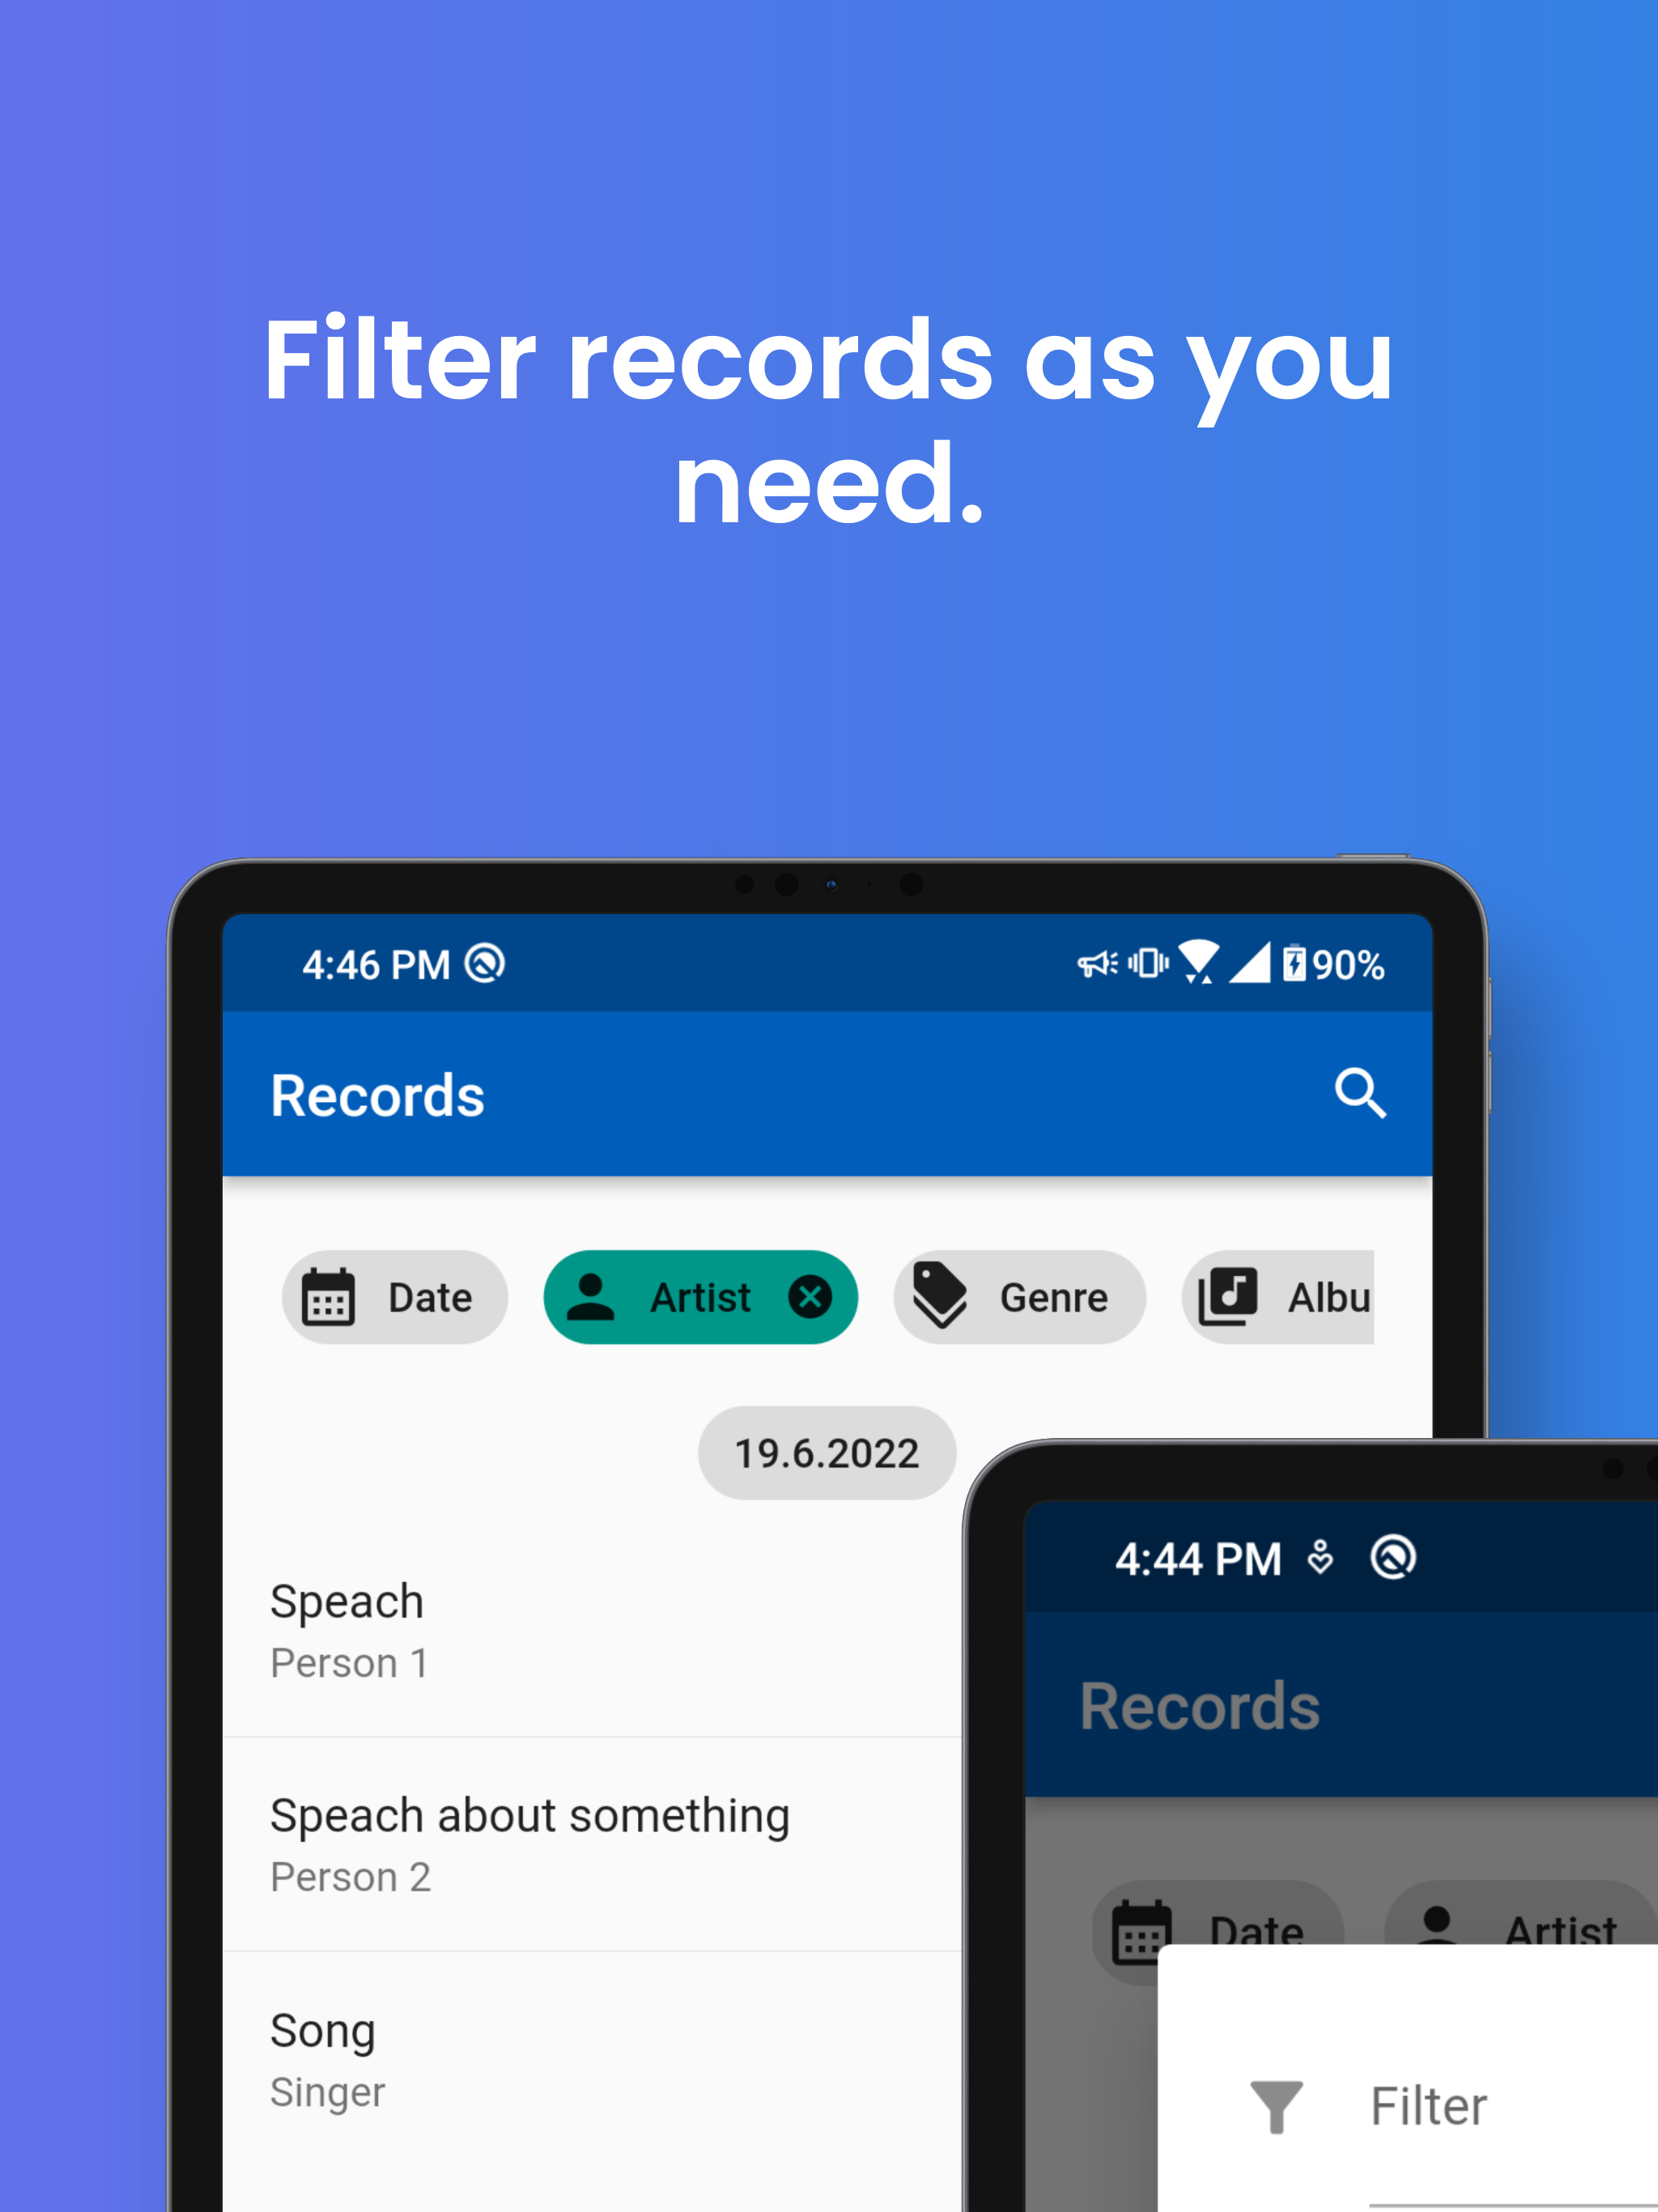 Filter records as you
need.
4:46 PM 90%
Records
Date Artist Genre Albu
19.6.2022
Speach
Person 1
Speach about something
Person 2
Song
Singer
4:44 PM
Records
Date Artist
Filter